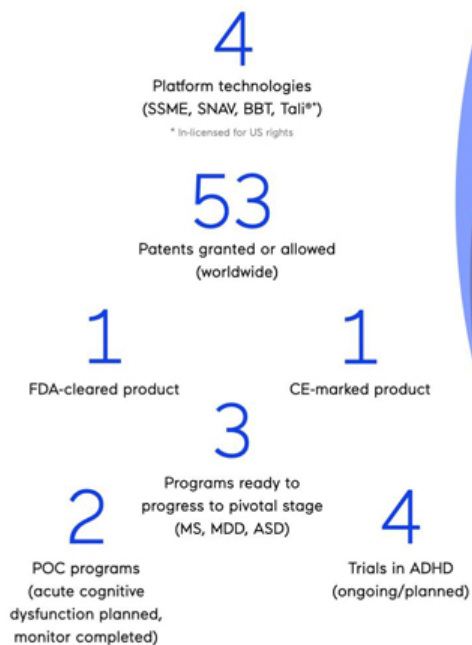 4
Platform technologies
(SSME, SNAV, BBT, Tali®*)
* In-licensed for US rights
53
Patents granted or allowed
(worldwide)
1
FDA-cleared product
1
CE-marked product
3
Programs ready to
progress to pivotal stage
(MS, MDD, ASD)
2
POC programs
(acute cognitive
dysfunction planned,
monitor completed)
4
Trials in ADHD
(ongoing/planned)